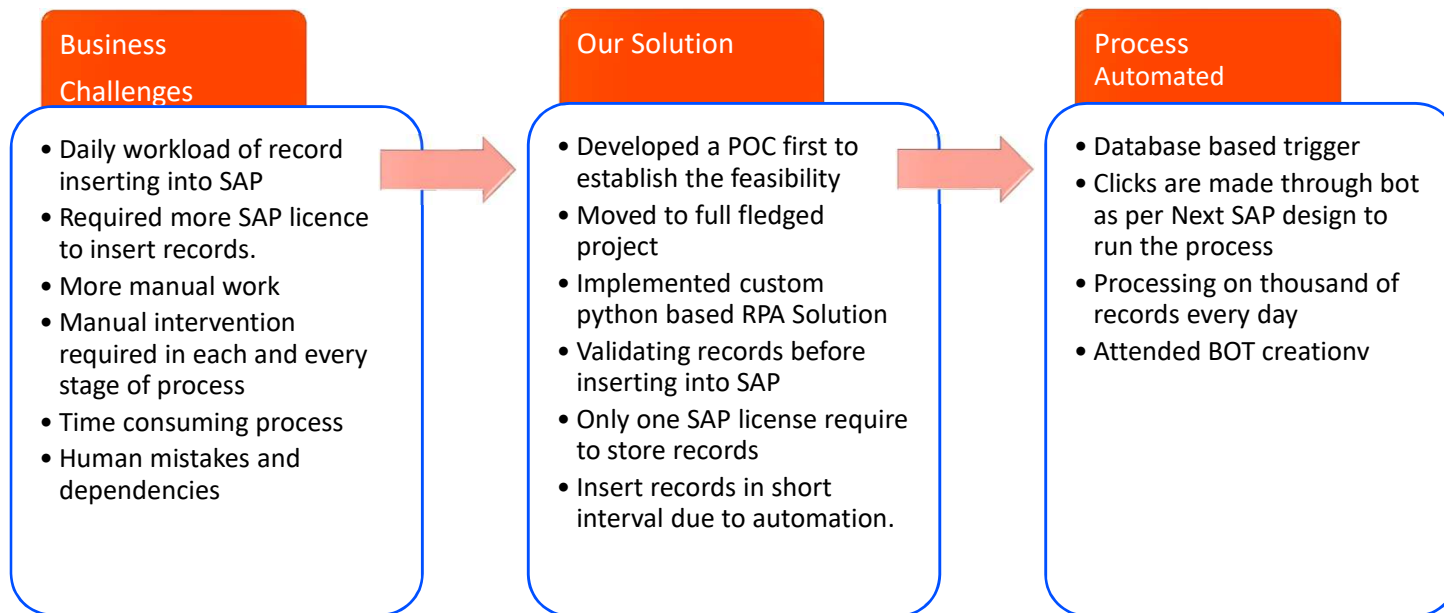 Business
Challenges
• Daily workload of record
inserting into SAP
• Required more SAP licence
to insert records.
• More manual work
• Manual intervention
required in each and every
stage of process
• Time consuming process
• Human mistakes and
dependencies
Our Solution
• Developed a POC first to
establish the feasibility
• Moved to full fledged
project
• Implemented custom
python based RPA Solution
• Validating records before
inserting into SAP
• Only one SAP license require
to store records
• Insert records in short
interval due to automation.
Process
Automated
• Database based trigger
• Clicks are made through bot
as per Next SAP design to
run the process
• Processing on thousand of
records every day
• Attended BOT creationv